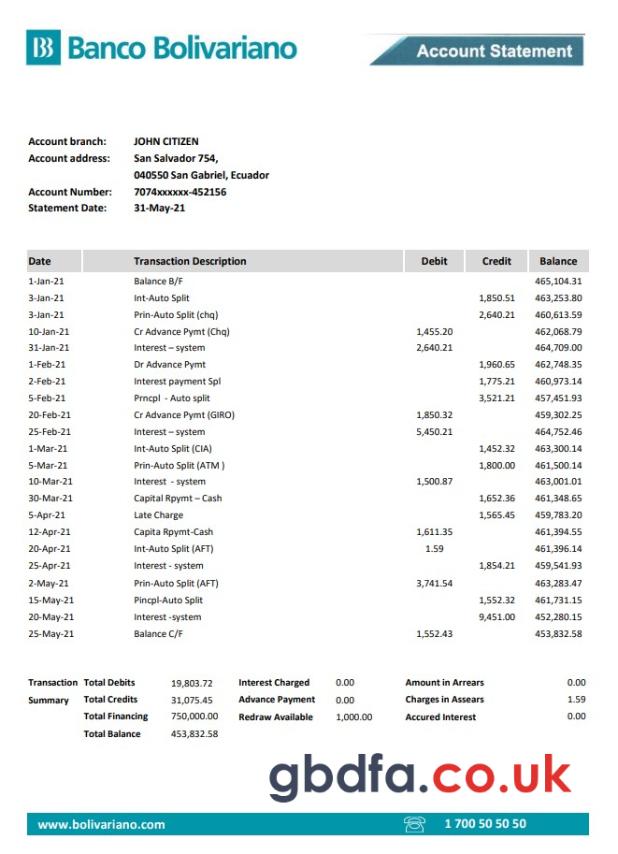 Banco Bolivariano
Account Statement
Account branch: JOHN CITIZEN
Account address: San Salvador 754,
040550 San Gabriel, Ecuador
Account Number: 7074xxxxxx-452156
Statement Date: 31-May-21
Date Transaction Description Debit Credit Balance
1-Jan-21 Balance B/F 465,104.31
3-Jan-21 Int-Auto Split 1,850.51 463,253.80
3-Jan-21 Prin-Auto Split (chq) 2,640.21 460,613.59
10-Jan-21 Cr Advance Pymt (Chq) 1,455.20 462,068.79
31-Jan-21 Interest – system 2,640.21 464,709.00
1-Feb-21 Dr Advance Pymt 1,960.65 462,748.35
2-Feb-21 Interest payment Spl 1,775.21 460,973.14
5-Feb-21 Prncpl - Auto split 3,521.21 457,451.93
20-Feb-21 Cr Advance Pymt (GIRO) 1,850.32 459,302.25
25-Feb-21 Interest – system 5,450.21 464,752.46
1-Mar-21 Int-Auto Split (CIA) 1,452.32 463,300.14
5-Mar-21 Prin-Auto Split (ATM ) 1,800.00 461,500.14
10-Mar-21 Interest - system 1,500.87 463,001.01
30-Mar-21 Capital Rpymt – Cash 1,652.36 461,348.65
5-Apr-21 Late Charge 1,565.45 459,783.20
12-Apr-21 Capita Rpymt-Cash 1,611.35 461,394.55
20-Apr-21 Int-Auto Split (AFT) 1.59 461,396.14
25-Apr-21 Interest - system 1,854.21 459,541.93
2-May-21 Prin-Auto Split (AFT) 3,741.54 463,283.47
15-May-21 Pincpl-Auto Split 1,552.32 461,731.15
20-May-21 Interest -system 9,451.00 452,280.15
25-May-21 Balance C/F 1,552.43 453,832.58
Transaction Total Debits 19,803.72 Interest Charged 0.00 Amount in Arrears 0.00
Summary Total Credits 31,075.45 Advance Payment 0.00 Charges in Assears 1.59
Total Financing 750,000.00 Redraw Available 1,000.00 Accured Interest 0.00
Total Balance 453,832.58
gbdfa.co.uk
www.bolivariano.com 1 700 50 50 50